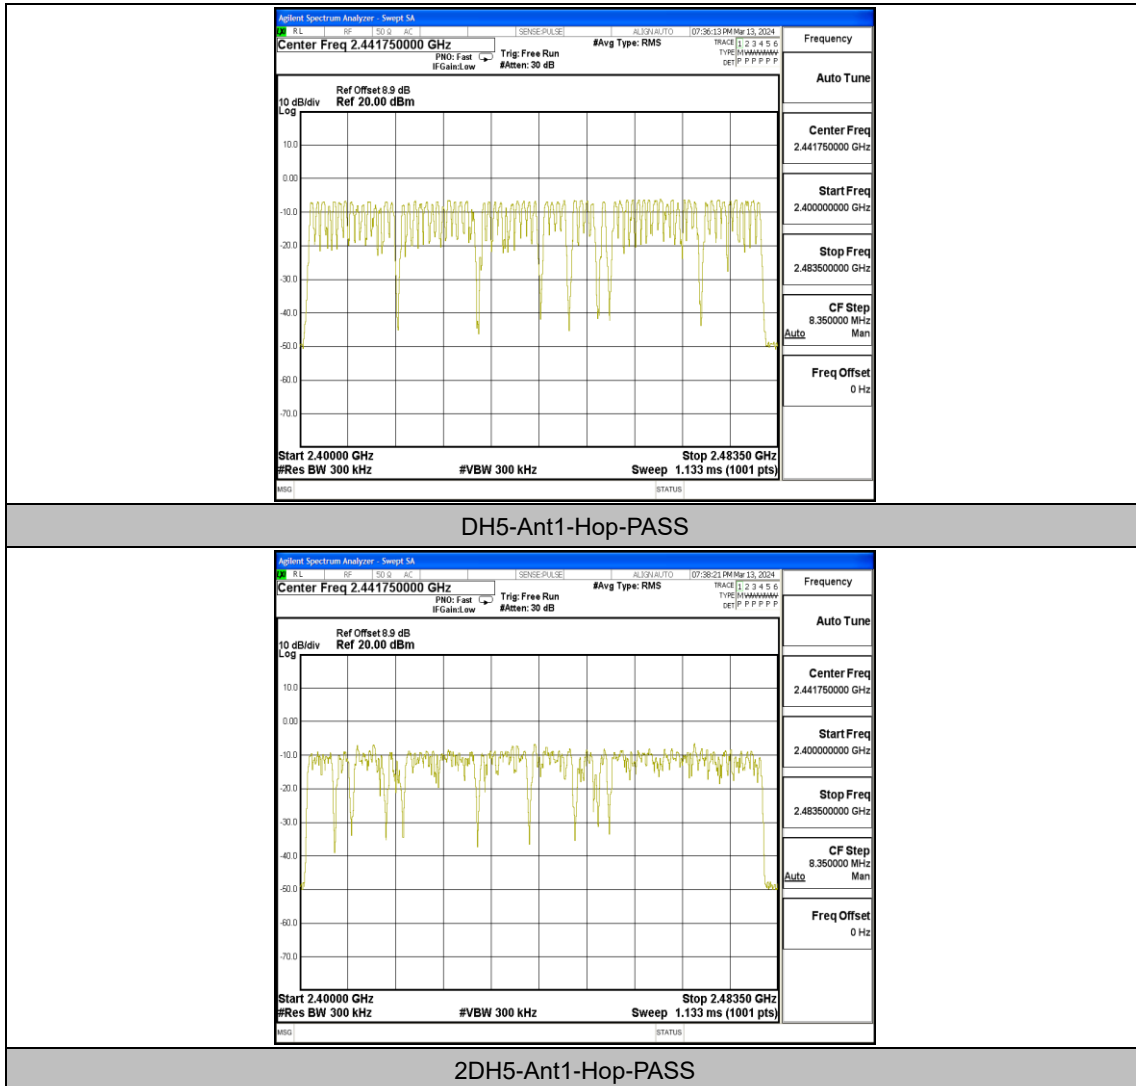 Agilent Spectrum Analyzer - Swept SA
RL RF 50 Ω AC SENSE:PULSE ALIGN AUTO 07:36:13 PM Mar 13, 2024
Center Freq 2.441750000 GHz
PNO: Fast
IFGain:Low
Trig: Free Run
#Atten: 30 dB
#Avg Type: RMS
TRACE 1 2 3 4 5 6
TYPE M
DET P P P P P P
Frequency
Auto Tune
Ref Offset 8.9 dB
10 dB/div Ref 20.00 dBm
Log
10.0
0.00
-10.0
-20.0
-30.0
-40.0
-50.0
-60.0
-70.0
Center Freq
2.441750000 GHz
Start Freq
2.400000000 GHz
Stop Freq
2.483500000 GHz
CF Step
8.350000 MHz
Auto Man
Freq Offset
0 Hz
Start 2.40000 GHz Stop 2.48350 GHz
#Res BW 300 kHz #VBW 300 kHz Sweep 1.133 ms (1001 pts)
MSG STATUS
DH5-Ant1-Hop-PASS
Agilent Spectrum Analyzer - Swept SA
RL RF 50 Ω AC SENSE:PULSE ALIGN AUTO 07:38:21 PM Mar 13, 2024
Center Freq 2.441750000 GHz
PNO: Fast
IFGain:Low
Trig: Free Run
#Atten: 30 dB
#Avg Type: RMS
TRACE 1 2 3 4 5 6
TYPE M
DET P P P P P P
Frequency
Auto Tune
Ref Offset 8.9 dB
10 dB/div Ref 20.00 dBm
Log
10.0
0.00
-10.0
-20.0
-30.0
-40.0
-50.0
-60.0
-70.0
Center Freq
2.441750000 GHz
Start Freq
2.400000000 GHz
Stop Freq
2.483500000 GHz
CF Step
8.350000 MHz
Auto Man
Freq Offset
0 Hz
Start 2.40000 GHz Stop 2.48350 GHz
#Res BW 300 kHz #VBW 300 kHz Sweep 1.133 ms (1001 pts)
MSG STATUS
2DH5-Ant1-Hop-PASS